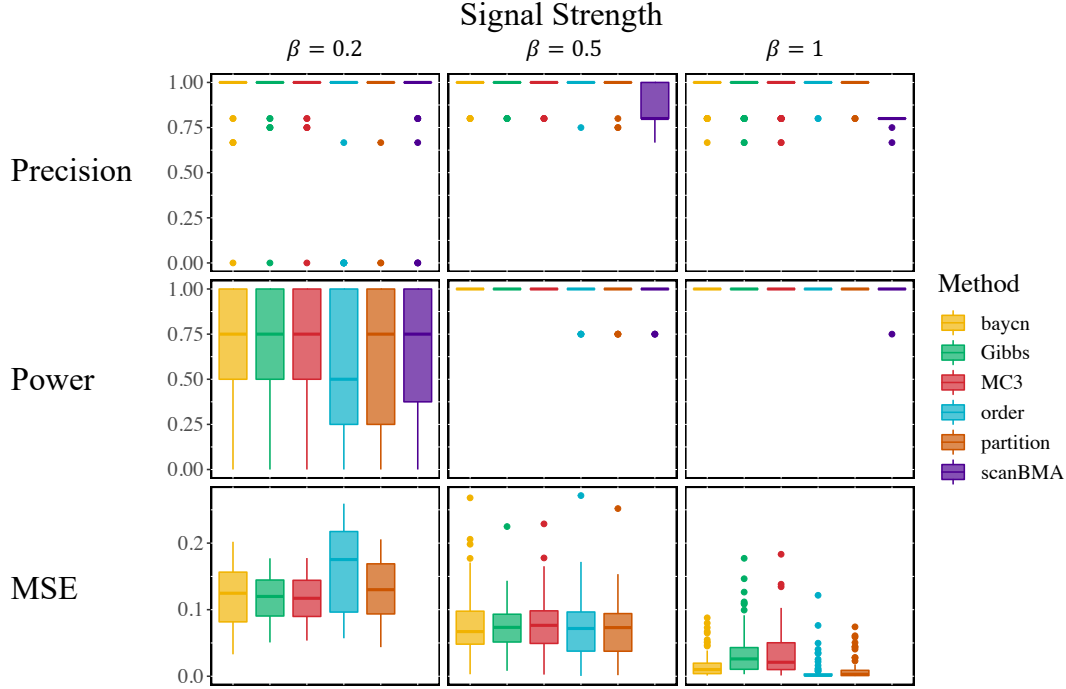 Signal Strength
β = 0.2
β = 0.5
β = 1
Precision
1.00
0.75
0.50
0.25
0.00
Power
1.00
0.75
0.50
0.25
0.00
MSE
0.2
0.1
0.0
Method
baycn
Gibbs
MC3
order
partition
scanBMA